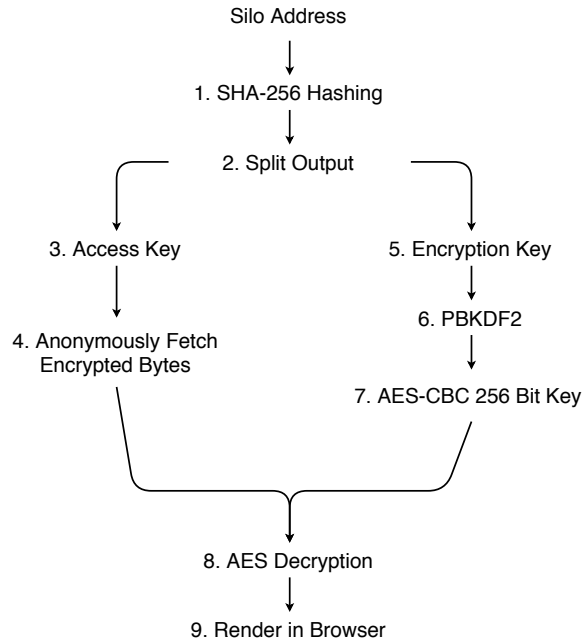 Silo Address
1. SHA-256 Hashing
2. Split Output
3. Access Key
5. Encryption Key
4. Anonymously Fetch
Encrypted Bytes
6. PBKDF2
7. AES-CBC 256 Bit Key
8. AES Decryption
9. Render in Browser